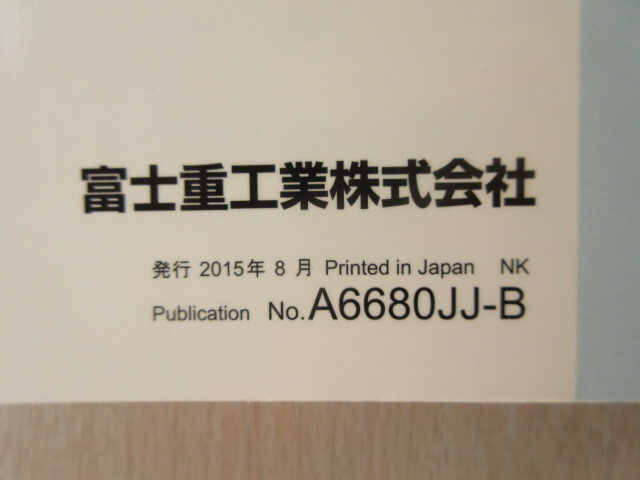 富士重工業株式会社
発行 2015年 8 月 Printed in Japan NK
Publication No.A6680JJ-B